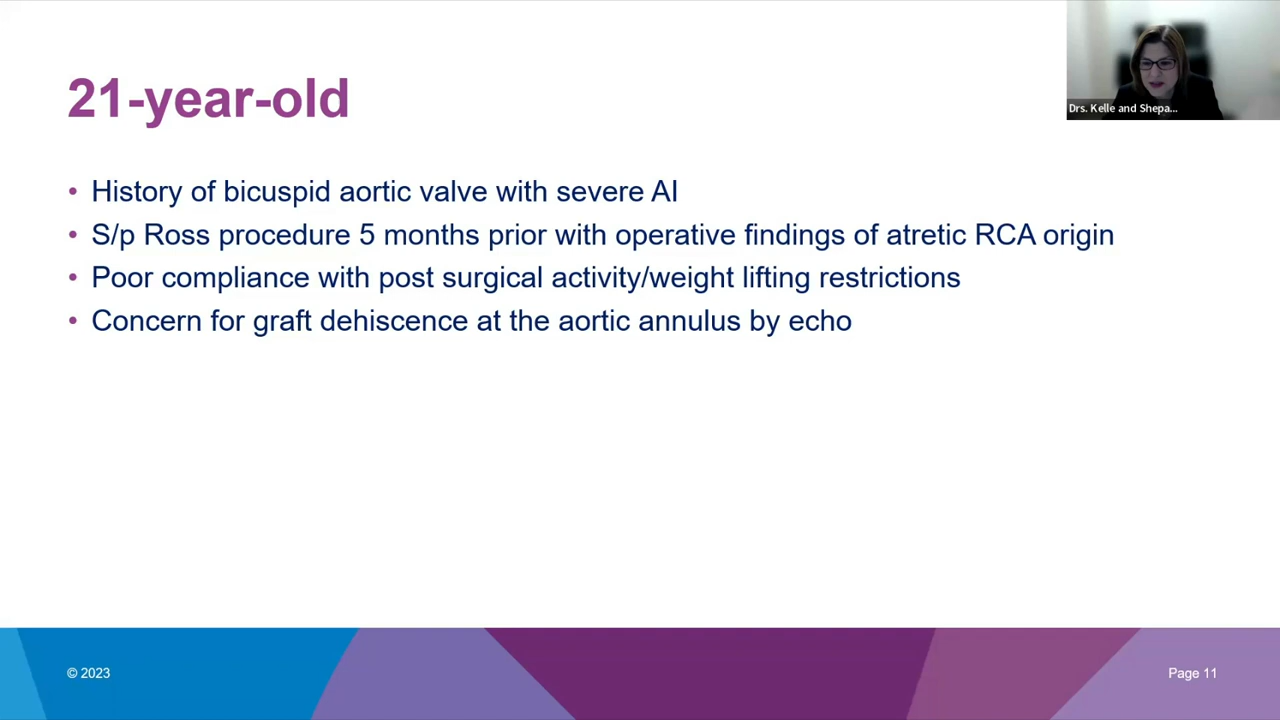 21-year-old
Drs. Kelle and Shepa...
• History of bicuspid aortic valve with severe AI
• S/p Ross procedure 5 months prior with operative findings of atretic RCA origin
• Poor compliance with post surgical activity/weight lifting restrictions
• Concern for graft dehiscence at the aortic annulus by echo
© 2023
Page 11